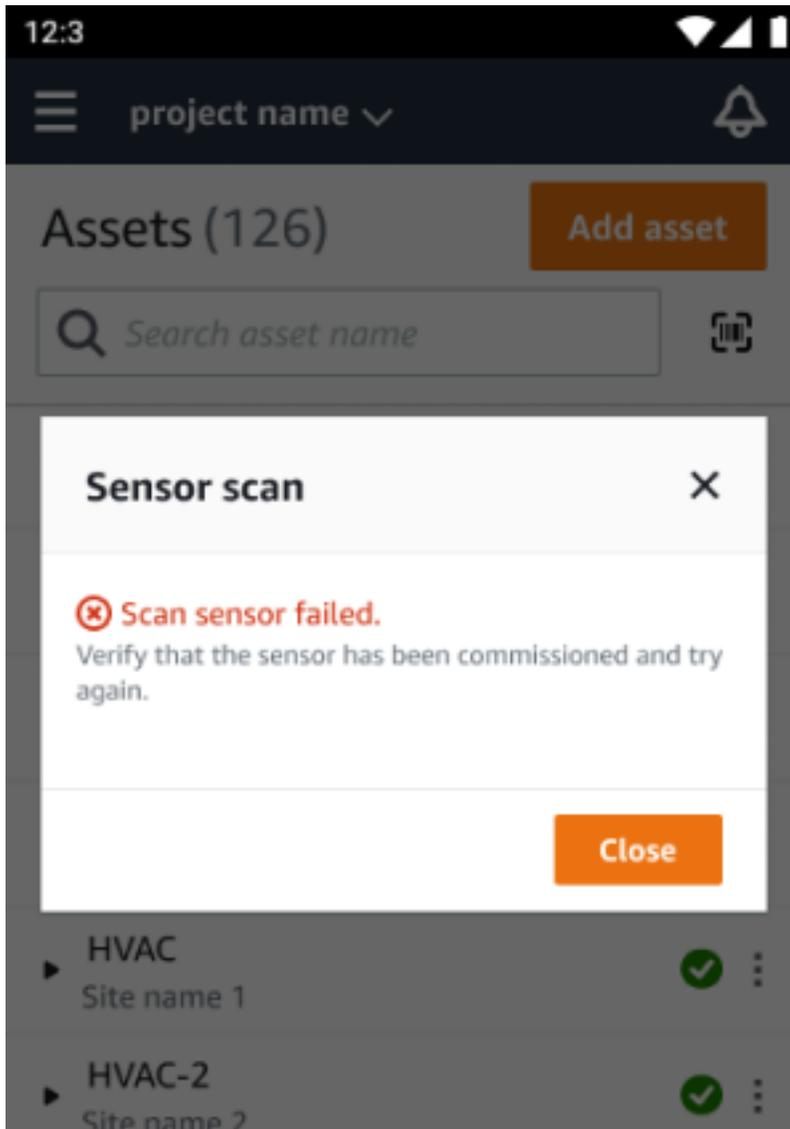 12:3
project name
Assets (126)
Add asset
Search asset name
Sensor scan
Scan sensor failed.
Verify that the sensor has been commissioned and try
again.
Close
HVAC
Site name 1
HVAC-2
Site name 2